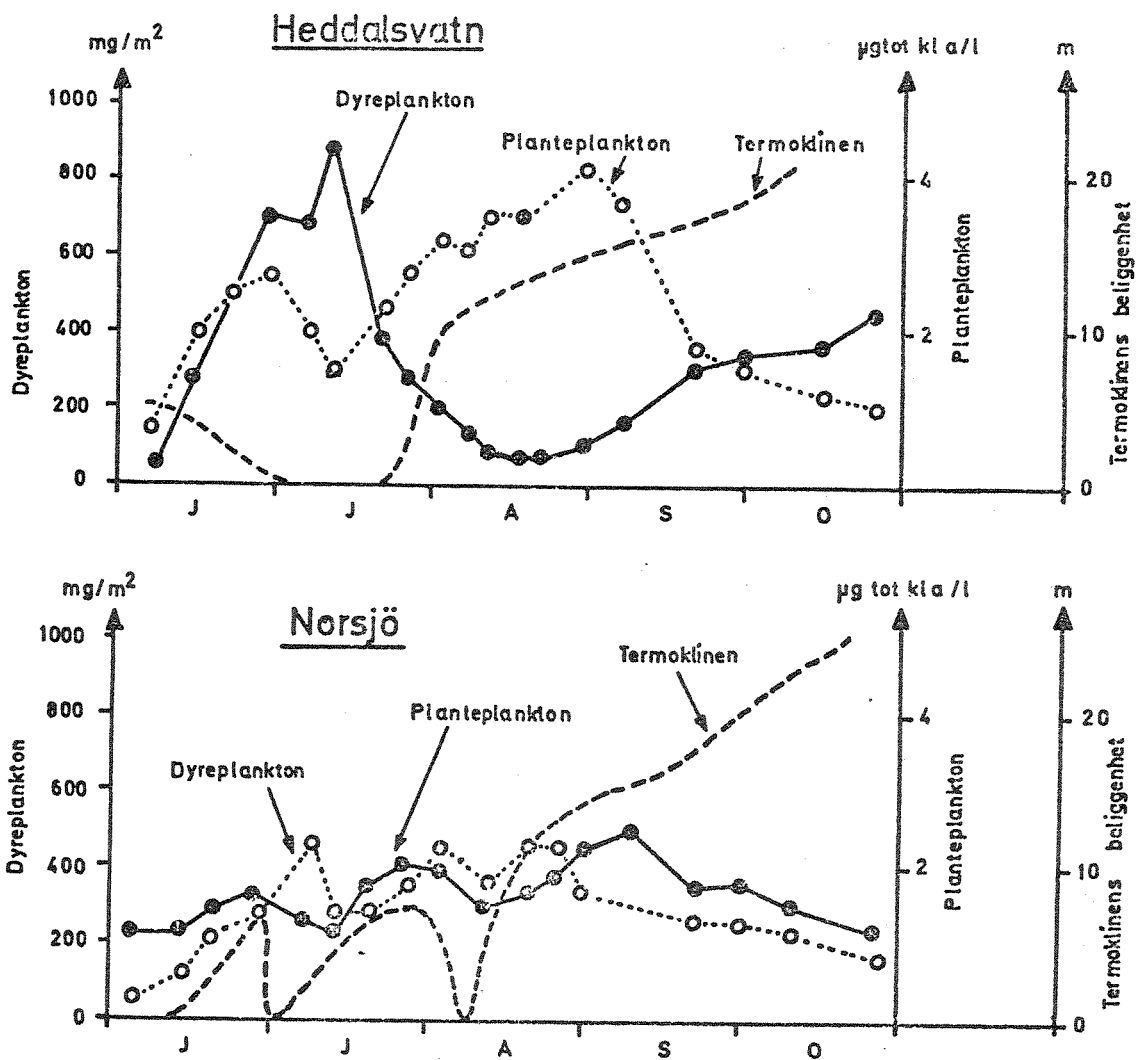 Heddalsvatn
mg/m²
µgtot kl a/l
m
1000
800
600
400
200
0
Dyreplankton
Dyreplankton
Planteplankton
Termoklinen
4
2
Planteplankton
20
10
0
Termoklinens beliggenhet
J
J
A
S
O
mg/m²
Norsjö
µg tot kl a/l
m
1000
800
600
400
200
0
Dyreplankton
Dyreplankton
Planteplankton
Termoklinen
4
2
Planteplankton
20
10
0
Termoklinens beliggenhet
J
J
A
S
O